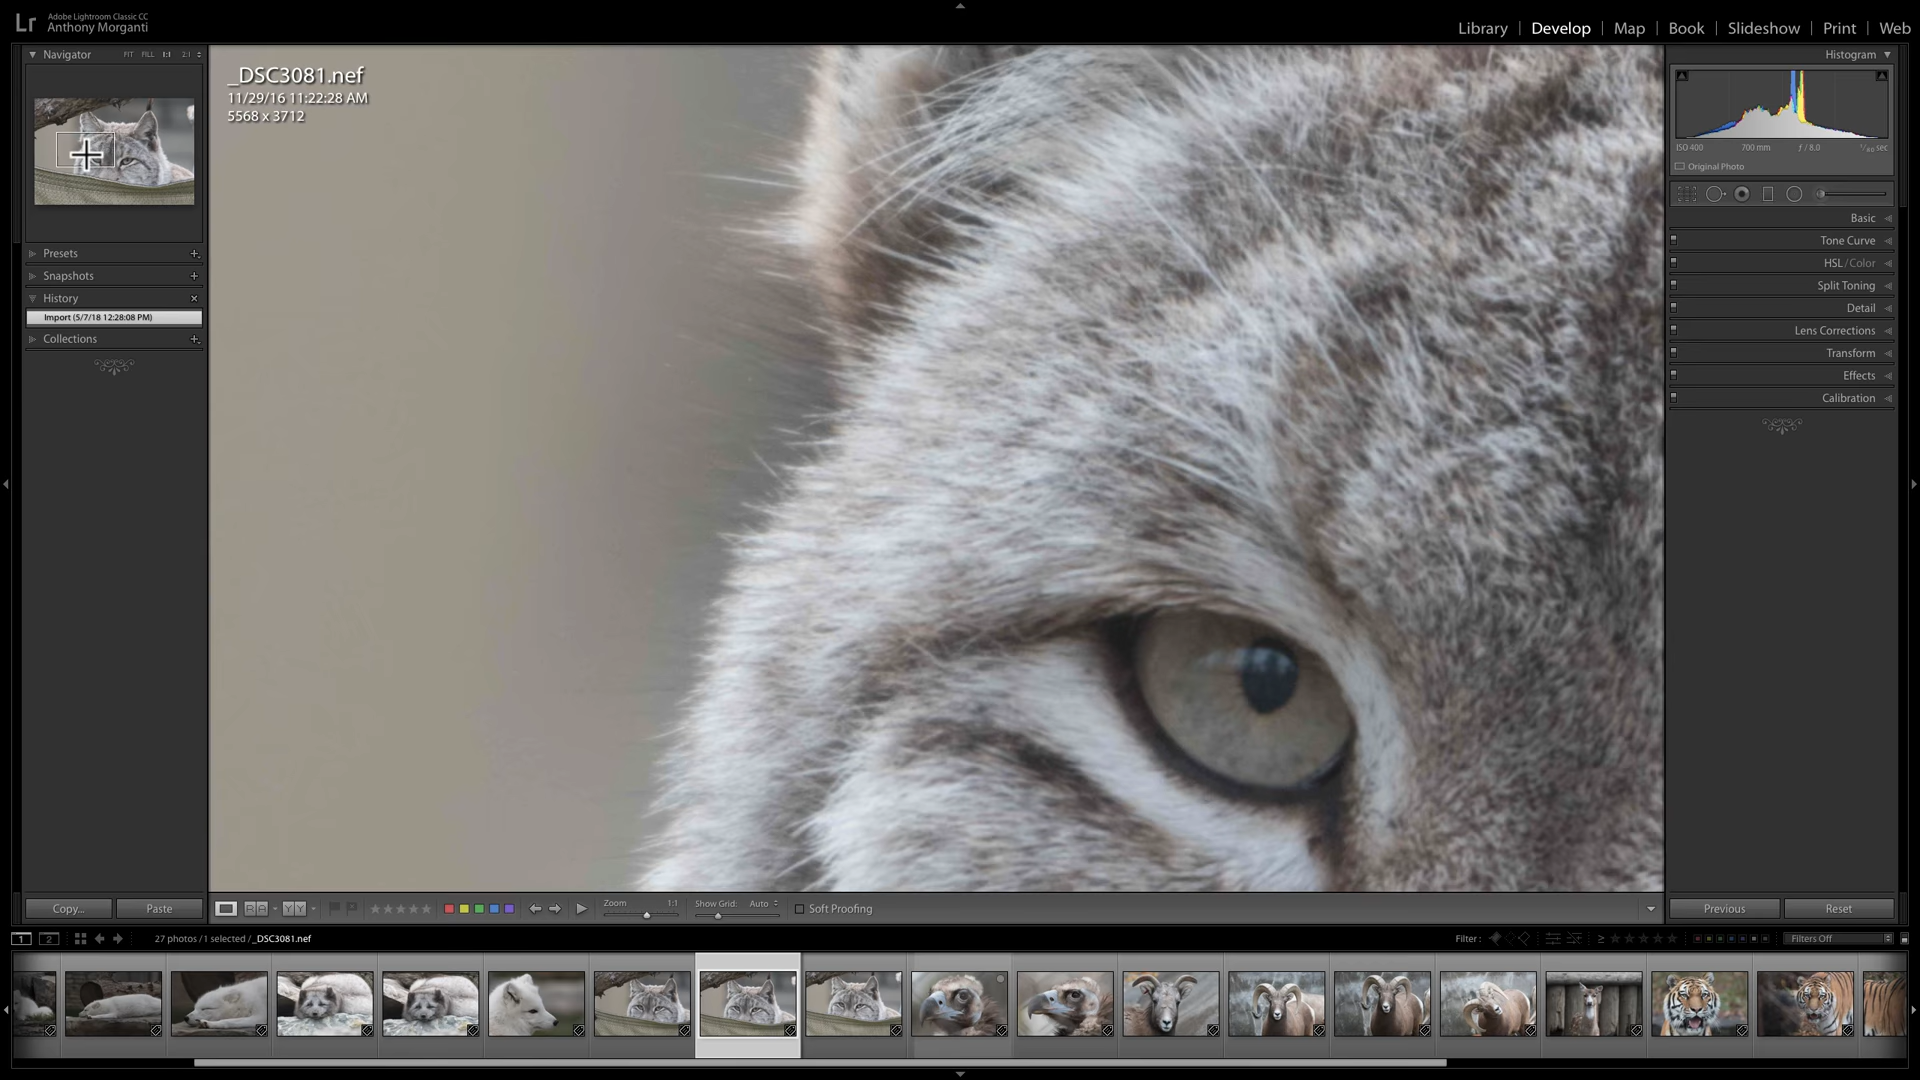 Lr
Adobe Lightroom Classic CC
Anthony Morganti
Library | Develop | Map | Book | Slideshow | Print | Web
Navigator FIT FILL 1:1 2:1
_DSC3081.nef
11/29/16 11:22:28 AM
5568 x 3712
Presets
Snapshots
History
Import (5/7/18 12:28:08 PM)
Collections
Histogram
ISO 400 700 mm ƒ / 8.0 1/80 sec
Original Photo
Basic
Tone Curve
HSL / Color
Split Toning
Detail
Lens Corrections
Transform
Effects
Calibration
Copy... Paste
Zoom 1:1 Show Grid: Auto Soft Proofing
Previous Reset
1 2 27 photos / 1 selected / _DSC3081.nef
Filter : Filters Off